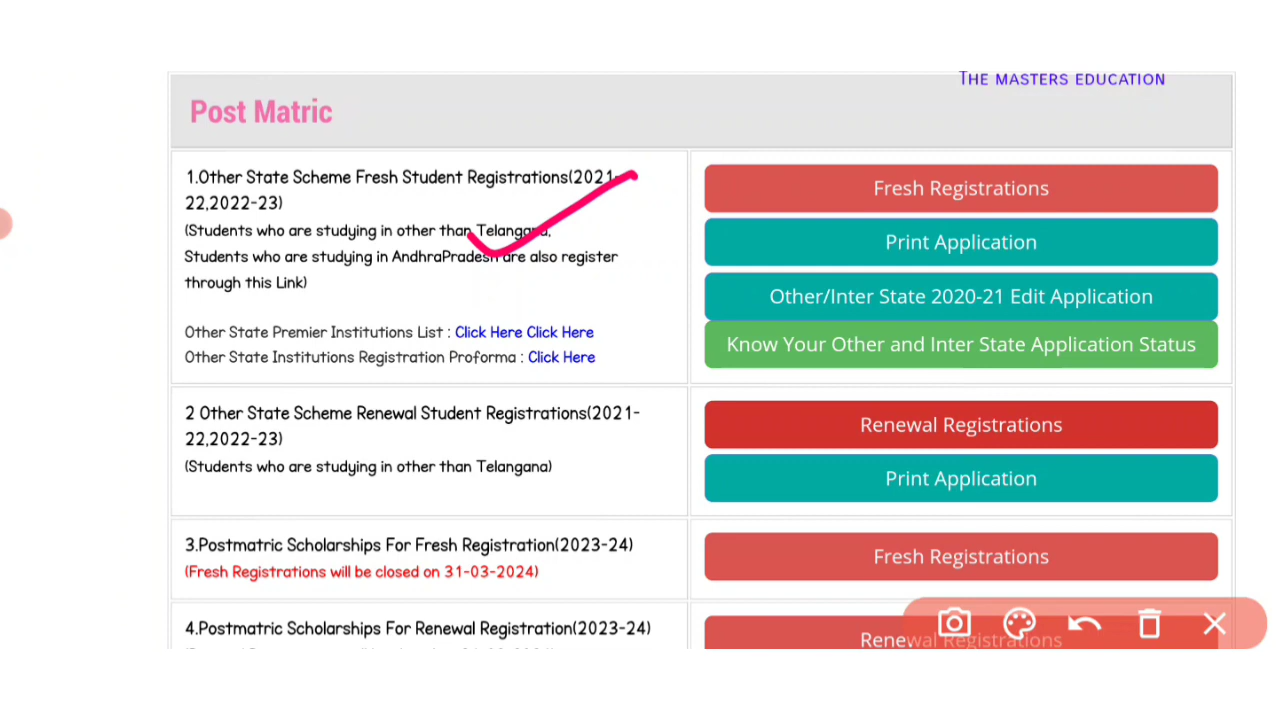 THE MASTERS EDUCATION
Post Matric
1.Other State Scheme Fresh Student Registrations(2021-
22,2022-23)
(Students who are studying in other than Telangana,
Students who are studying in AndhraPradesh are also register
through this Link)
Other State Premier Institutions List : Click Here Click Here
Other State Institutions Registration Proforma : Click Here
Fresh Registrations
Print Application
Other/Inter State 2020-21 Edit Application
Know Your Other and Inter State Application Status
2 Other State Scheme Renewal Student Registrations(2021-
22,2022-23)
(Students who are studying in other than Telangana)
Renewal Registrations
Print Application
3.Postmatric Scholarships For Fresh Registration(2023-24)
(Fresh Registrations will be closed on 31-03-2024)
Fresh Registrations
4.Postmatric Scholarships For Renewal Registration(2023-24)
Renewal Registrations